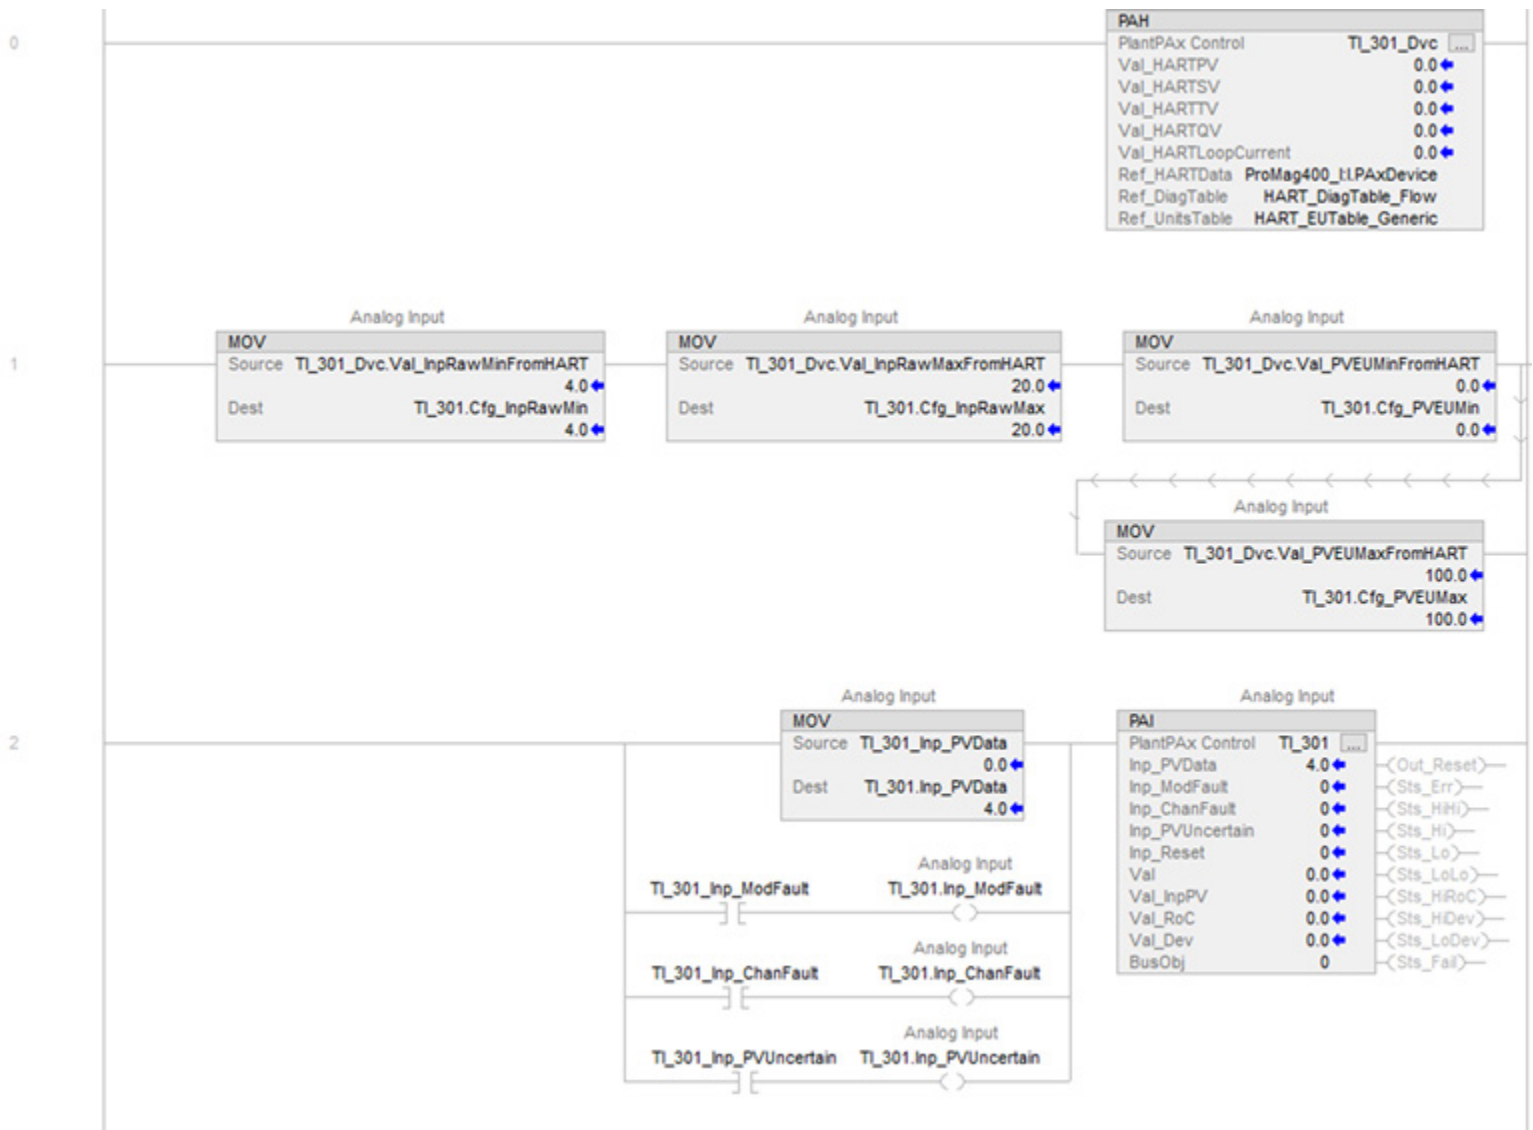 0
PAH
PlantPAx Control TI_301_Dvc ...
Val_HARTPV 0.0
Val_HARTSV 0.0
Val_HARTTV 0.0
Val_HARTQV 0.0
Val_HARTLoopCurrent 0.0
Ref_HARTData ProMag400_I:I.PAxDevice
Ref_DiagTable HART_DiagTable_Flow
Ref_UnitsTable HART_EUTable_Generic
1
Analog Input
MOV
Source TI_301_Dvc.Val_InpRawMinFromHART
4.0
Dest TI_301.Cfg_InpRawMin
4.0
Analog Input
MOV
Source TI_301_Dvc.Val_InpRawMaxFromHART
20.0
Dest TI_301.Cfg_InpRawMax
20.0
Analog Input
MOV
Source TI_301_Dvc.Val_PVEUMinFromHART
0.0
Dest TI_301.Cfg_PVEUMin
0.0
Analog Input
MOV
Source TI_301_Dvc.Val_PVEUMaxFromHART
100.0
Dest TI_301.Cfg_PVEUMax
100.0
2
Analog Input
MOV
Source TI_301_Inp_PVData
0.0
Dest TI_301.Inp_PVData
4.0
Analog Input
TI_301_Inp_ModFault TI_301.Inp_ModFault
Analog Input
TI_301_Inp_ChanFault TI_301.Inp_ChanFault
Analog Input
TI_301_Inp_PVUncertain TI_301.Inp_PVUncertain
Analog Input
PAI
PlantPAx Control TI_301 ...
Inp_PVData 4.0 (Out_Reset)
Inp_ModFault 0 (Sts_Err)
Inp_ChanFault 0 (Sts_HiHi)
Inp_PVUncertain 0 (Sts_Hi)
Inp_Reset 0 (Sts_Lo)
Val 0.0 (Sts_LoLo)
Val_InpPV 0.0 (Sts_HiRoC)
Val_RoC 0.0 (Sts_HiDev)
Val_Dev 0.0 (Sts_LoDev)
BusObj 0 (Sts_Fail)